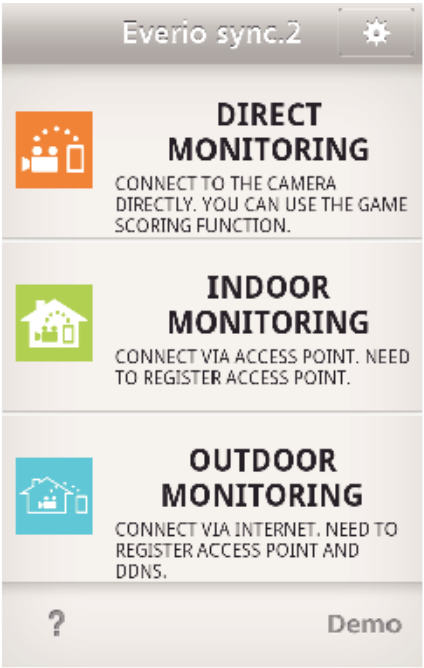 Everio sync.2
DIRECT
MONITORING
CONNECT TO THE CAMERA
DIRECTLY. YOU CAN USE THE GAME
SCORING FUNCTION.
INDOOR
MONITORING
CONNECT VIA ACCESS POINT. NEED
TO REGISTER ACCESS POINT.
OUTDOOR
MONITORING
CONNECT VIA INTERNET. NEED TO
REGISTER ACCESS POINT AND
DDNS.
?
Demo